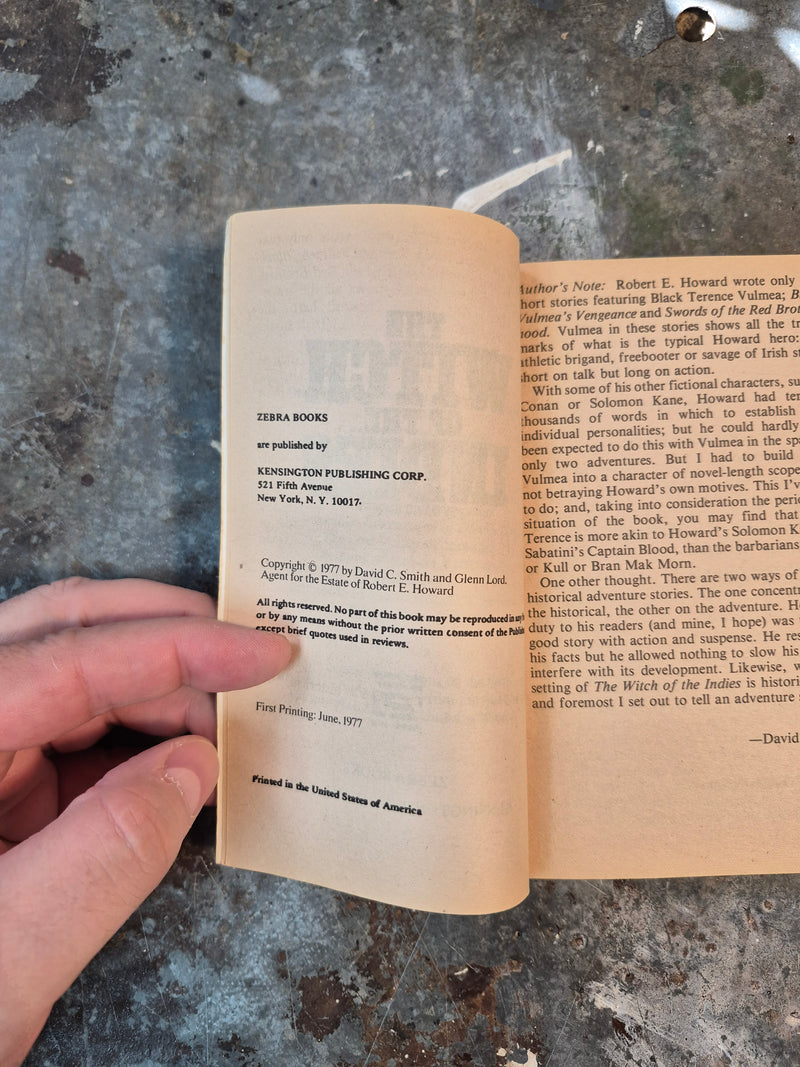 ZEBRA BOOKS
are published by
KENSINGTON PUBLISHING CORP.
521 Fifth Avenue
New York, N. Y. 10017.
Copyright © 1977 by David C. Smith and Glenn Lord.
Agent for the Estate of Robert E. Howard
All rights reserved. No part of this book may be reproduced in
or by any means without the prior written consent of the
except brief quotes used in reviews.
First Printing: June, 1977
Printed in the United States of America
Author's Note: Robert E. Howard wrote only
short stories featuring Black Terence Vulmea;
Vulmea's Vengeance and Swords of the Red
Vulmea in these stories shows all the
marks of what is the typical Howard hero:
athletic brigand, freebooter or savage of Irish
short on talk but long on action.
With some of his other fictional characters,
Conan or Solomon Kane, Howard had
thousands of words in which to establish
individual personalities; but he could hardly
been expected to do this with Vulmea in the
only two adventures. But I had to build
Vulmea into a character of novel-length
not betraying Howard's own motives. This
to do; and, taking into consideration the
situation of the book, you may find that
Terence is more akin to Howard's Solomon
Sabatini's Captain Blood, than the barbarians
or Kull or Bran Mak Morn.
One other thought. There are two ways of
historical adventure stories. The one
the historical, the other on the adventure.
duty to his readers (and mine, I hope) was
good story with action and suspense. He
his facts but he allowed nothing to slow his
interfere with its development. Likewise,
setting of The Witch of the Indies is
and foremost I set out to tell an adventure
—David